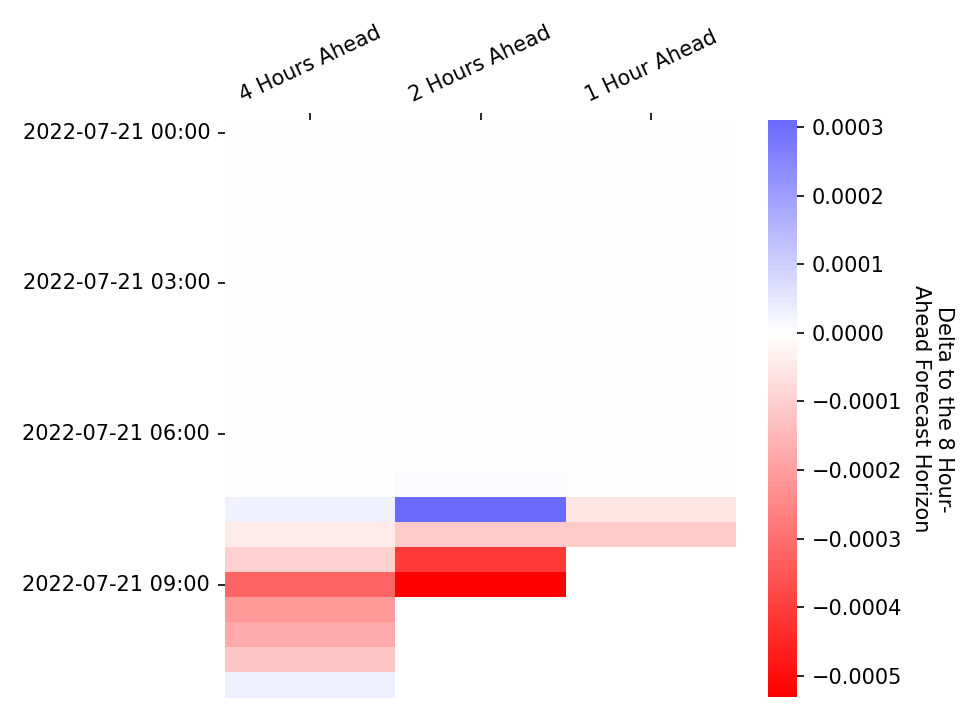 4 Hours Ahead
2 Hours Ahead
1 Hour Ahead
2022-07-21 00:00
2022-07-21 03:00
2022-07-21 06:00
2022-07-21 09:00
0.0003
0.0002
0.0001
0.0000
−0.0001
−0.0002
−0.0003
−0.0004
−0.0005
Delta to the 8 Hour-
Ahead Forecast Horizon